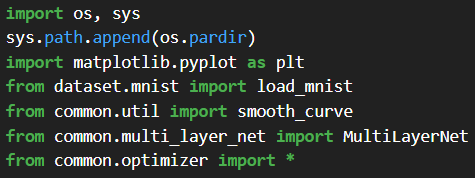 import os, sys
sys.path.append(os.pardir)
import matplotlib.pyplot as plt
from dataset.mnist import load_mnist
from common.util import smooth_curve
from common.multi_layer_net import MultiLayerNet
from common.optimizer import *